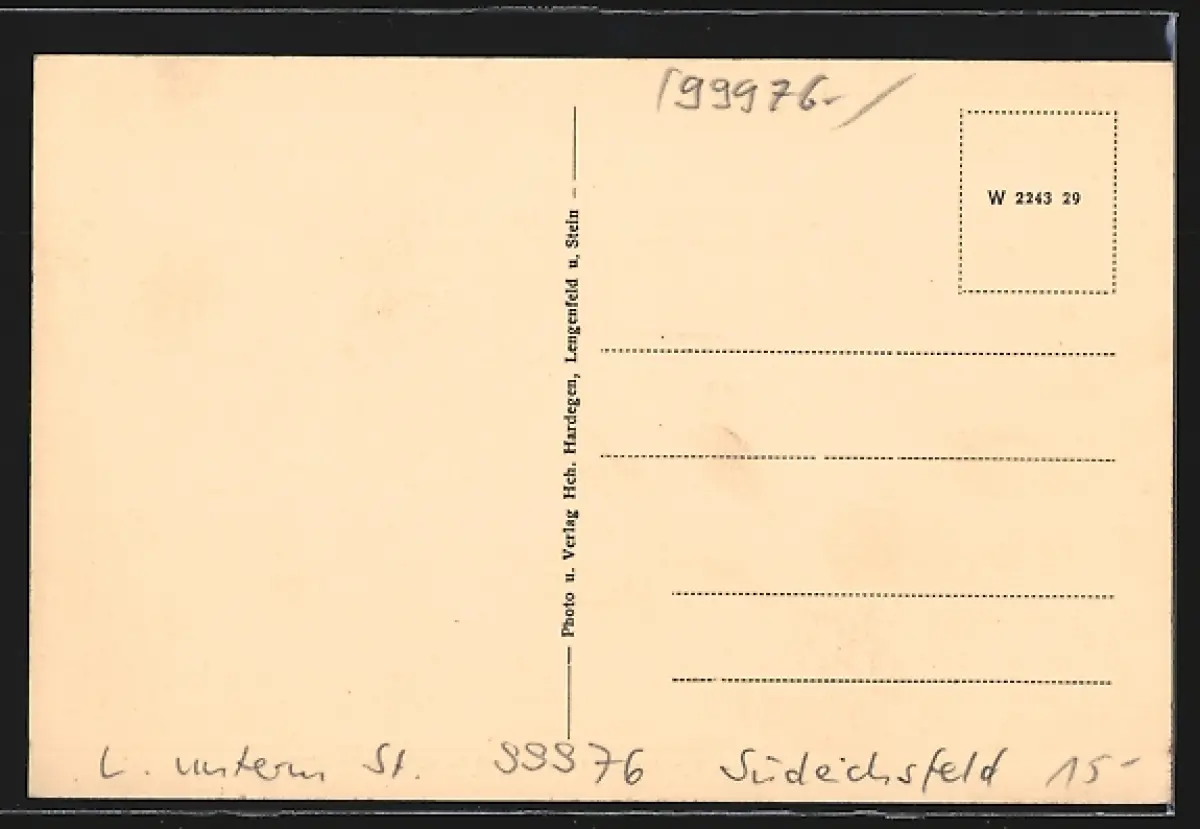 (99976-/
W 2243 29
Photo u. Verlag Hch. Hardegen, Lengenfeld u. Stein
L. unterm St. 99976 Südeichsfeld 15-